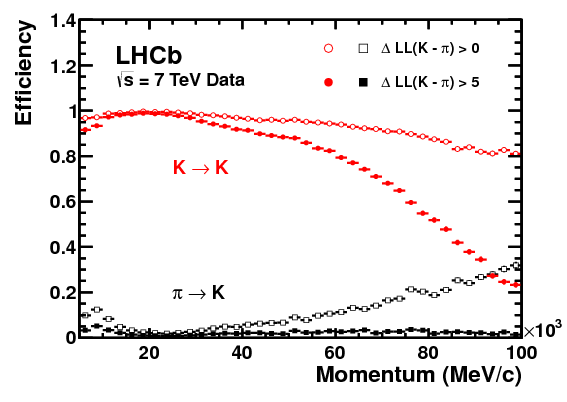 Efficiency
1.4
1.2
1
0.8
0.6
0.4
0.2
0
LHCb
√s = 7 TeV Data
Δ LL(K - π) > 0
Δ LL(K - π) > 5
K → K
π → K
20
40
60
80
100
×10³
Momentum (MeV/c)